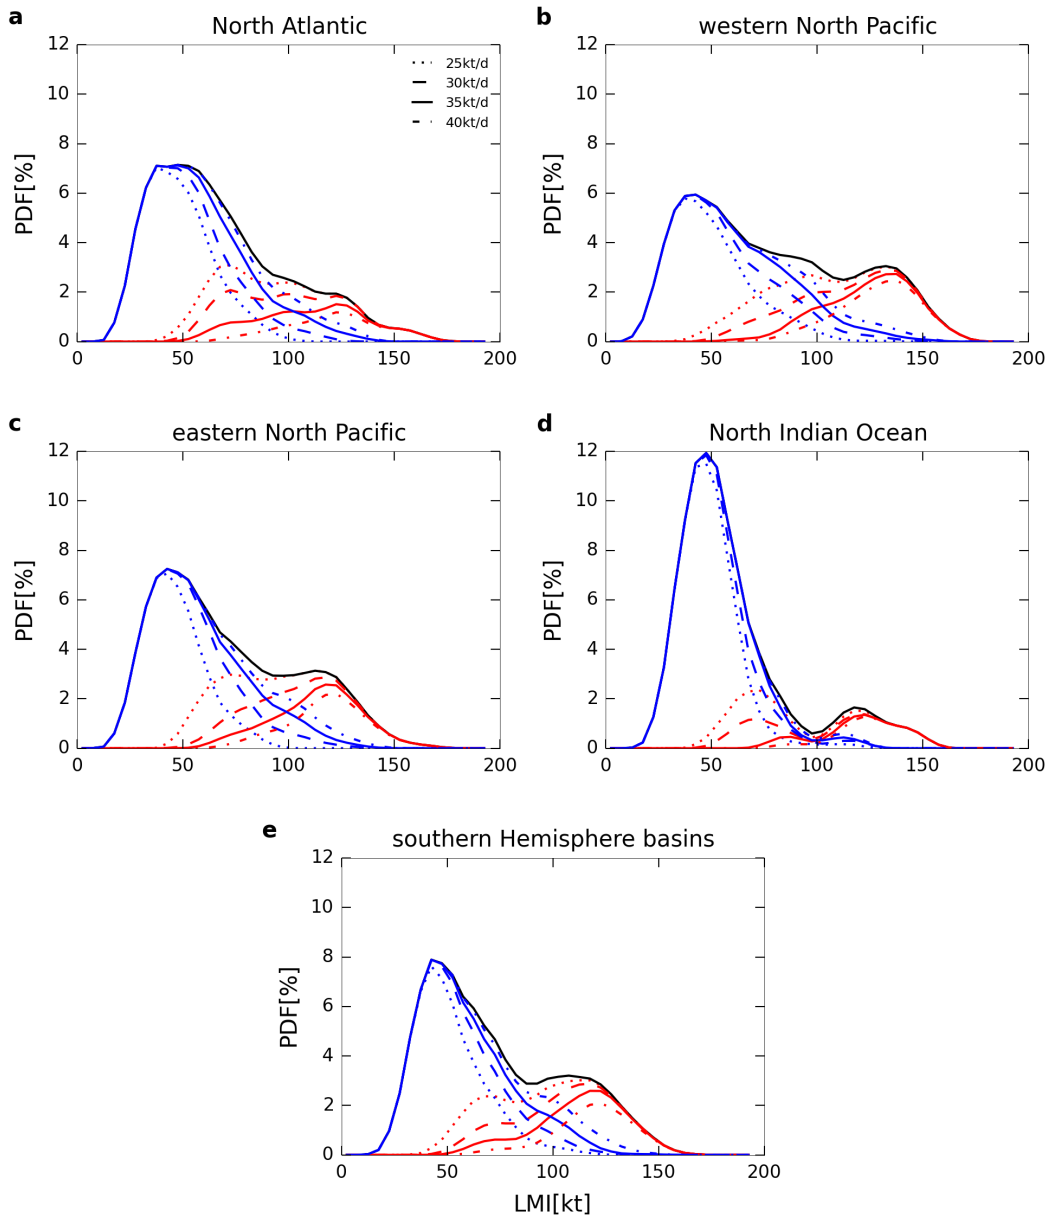 a
North Atlantic
12
10
8
6
4
2
0
PDF[%]
25kt/d
30kt/d
35kt/d
40kt/d
0 50 100 150 200
b
western North Pacific
12
10
8
6
4
2
0
PDF[%]
0 50 100 150 200
c
eastern North Pacific
12
10
8
6
4
2
0
PDF[%]
0 50 100 150 200
d
North Indian Ocean
12
10
8
6
4
2
0
PDF[%]
0 50 100 150 200
e
southern Hemisphere basins
12
10
8
6
4
2
0
PDF[%]
0 50 100 150 200
LMI[kt]